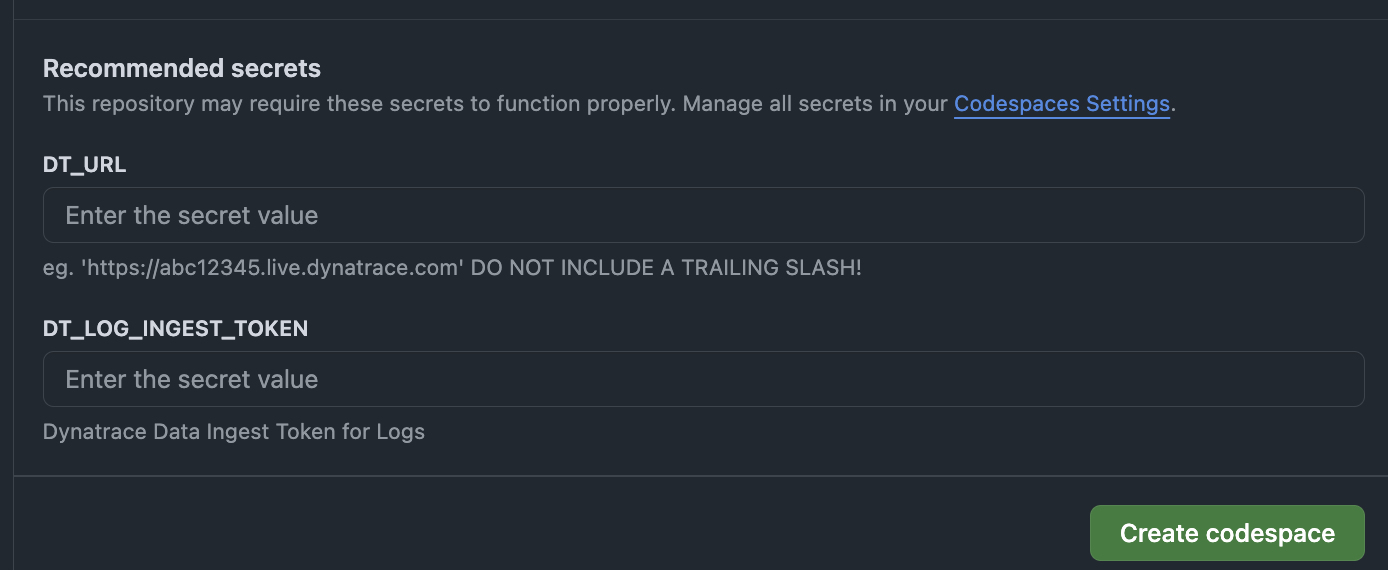 Recommended secrets
This repository may require these secrets to function properly. Manage all secrets in your Codespaces Settings.
DT_URL
Enter the secret value
eg. 'https://abc12345.live.dynatrace.com' DO NOT INCLUDE A TRAILING SLASH!
DT_LOG_INGEST_TOKEN
Enter the secret value
Dynatrace Data Ingest Token for Logs
Create codespace